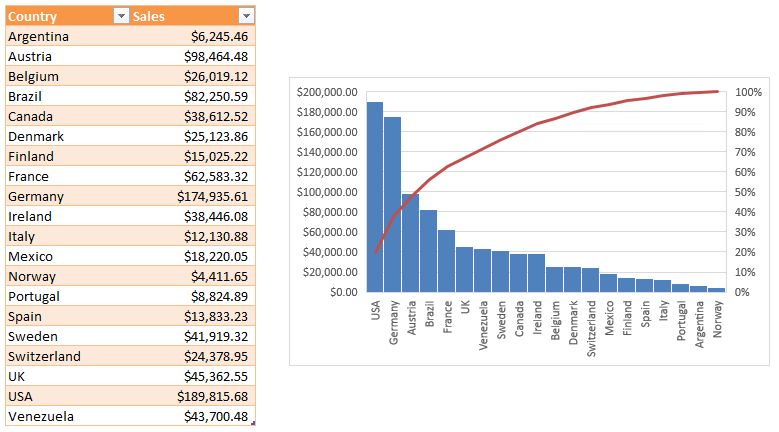 Country Sales
Argentina $6,245.46
Austria $98,464.48
Belgium $26,019.12
Brazil $82,250.59
Canada $38,612.52
Denmark $25,123.86
Finland $15,025.22
France $62,583.32
Germany $174,935.61
Ireland $38,446.08
Italy $12,130.88
Mexico $18,220.05
Norway $4,411.65
Portugal $8,824.89
Spain $13,833.23
Sweden $41,919.32
Switzerland $24,378.95
UK $45,362.55
USA $189,815.68
Venezuela $43,700.48
$200,000.00 100%
$180,000.00 90%
$160,000.00 80%
$140,000.00 70%
$120,000.00 60%
$100,000.00 50%
$80,000.00 40%
$60,000.00 30%
$40,000.00 20%
$20,000.00 10%
$0.00 0%
USA
Germany
Austria
Brazil
France
UK
Venezuela
Sweden
Canada
Ireland
Belgium
Denmark
Switzerland
Mexico
Finland
Spain
Italy
Portugal
Argentina
Norway